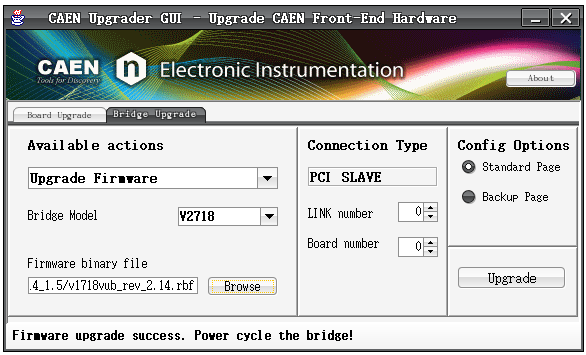 CAEN Upgrader GUI - Upgrade CAEN Front-End Hardware
CAEN n Electronic Instrumentation
Tools for Discovery
About
Board Upgrade Bridge Upgrade
Available actions
Upgrade Firmware
Bridge Model V2718
Firmware binary file
.4_1.5/v1718vub_rev_2.14.rbf Browse
Connection Type
PCI SLAVE
LINK number 0
Board number 0
Config Options
Standard Page
Backup Page
Upgrade
Firmware upgrade success. Power cycle the bridge!